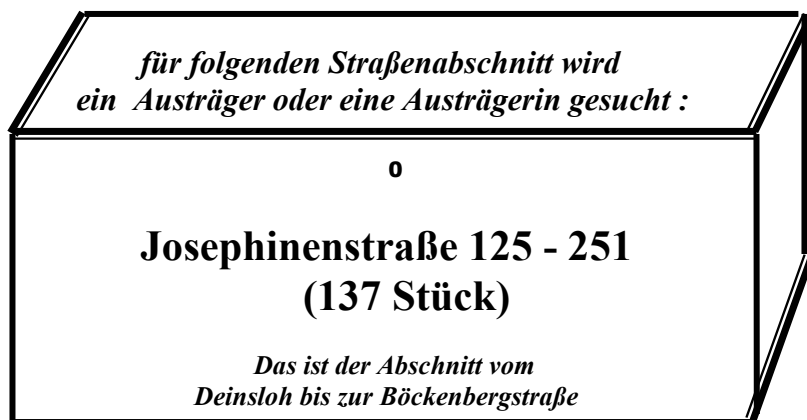 für folgenden Straßenabschnitt wird
ein Austräger oder eine Austrägerin gesucht :
o
Josephinenstraße 125 - 251
(137 Stück)
Das ist der Abschnitt vom
Deinsloh bis zur Böckenbergstraße